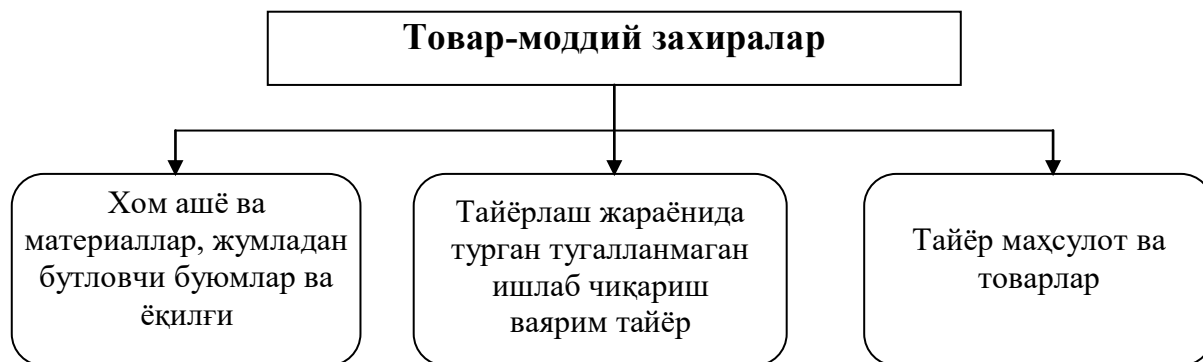 Товар-моддий захиралар
Хом ашё ва
материаллар, жумладан
бутловчи буюмлар ва
ёқилғи
Тайёрлаш жараёнида
турган тугалланмаган
ишлаб чиқариш
ваярим тайёр
Тайёр маҳсулот ва
товарлар